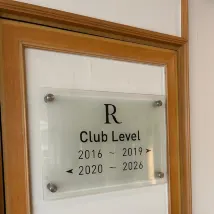 R
Club Level
2016 ~ 2019 ➤
◄ 2020 ~ 2026